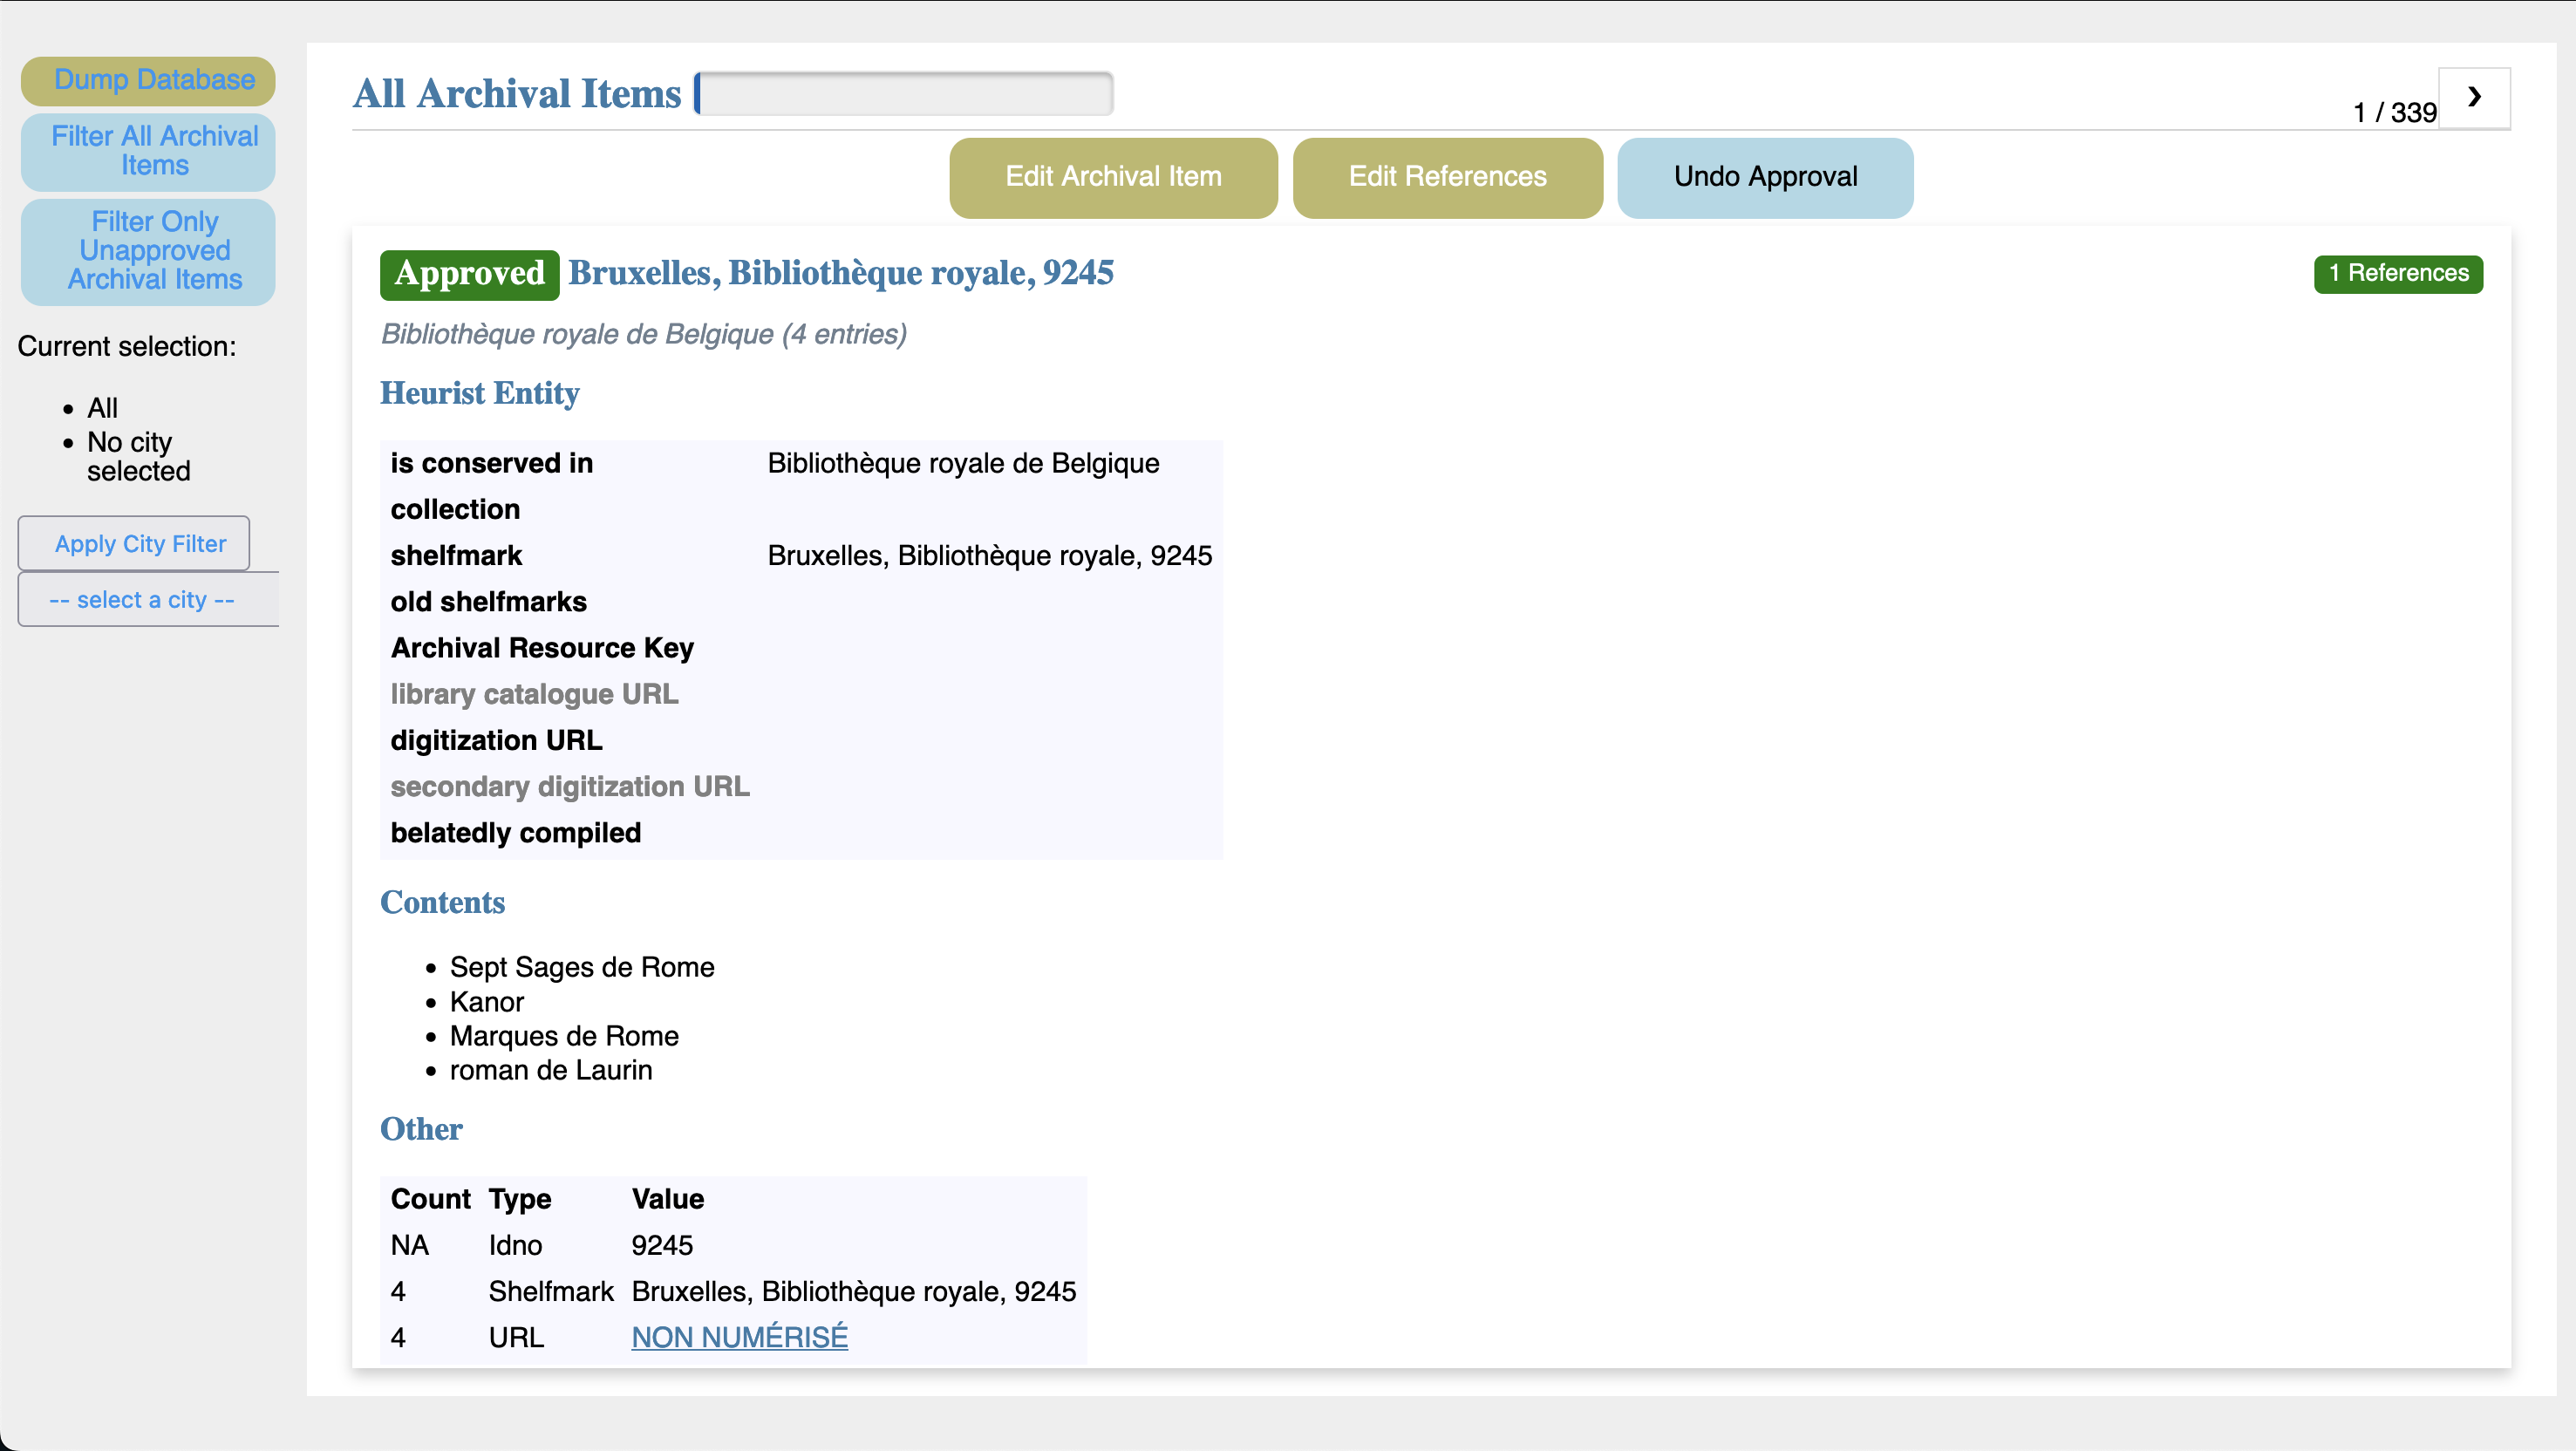 Dump Database
Filter All Archival
Items
Filter Only
Unapproved
Archival Items
Current selection:
All
No city
selected
Apply City Filter
-- select a city --
All Archival Items
1 / 339
❯
Edit Archival Item
Edit References
Undo Approval
Approved Bruxelles, Bibliothèque royale, 9245
1 References
Bibliothèque royale de Belgique (4 entries)
Heurist Entity
is conserved in Bibliothèque royale de Belgique
collection
shelfmark Bruxelles, Bibliothèque royale, 9245
old shelfmarks
Archival Resource Key
library catalogue URL
digitization URL
secondary digitization URL
belatedly compiled
Contents
Sept Sages de Rome
Kanor
Marques de Rome
roman de Laurin
Other
Count Type Value
NA Idno 9245
4 Shelfmark Bruxelles, Bibliothèque royale, 9245
4 URL NON NUMÉRISÉ